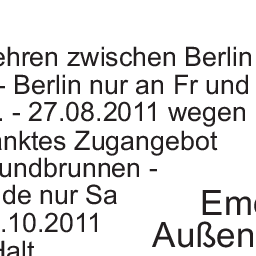 ehren zwischen Berlin
- Berlin nur an Fr und
. - 27.08.2011 wegen
nktes Zugangebot
undbrunnen -
de nur Sa
.10.2011
Halt
Eme
Außen